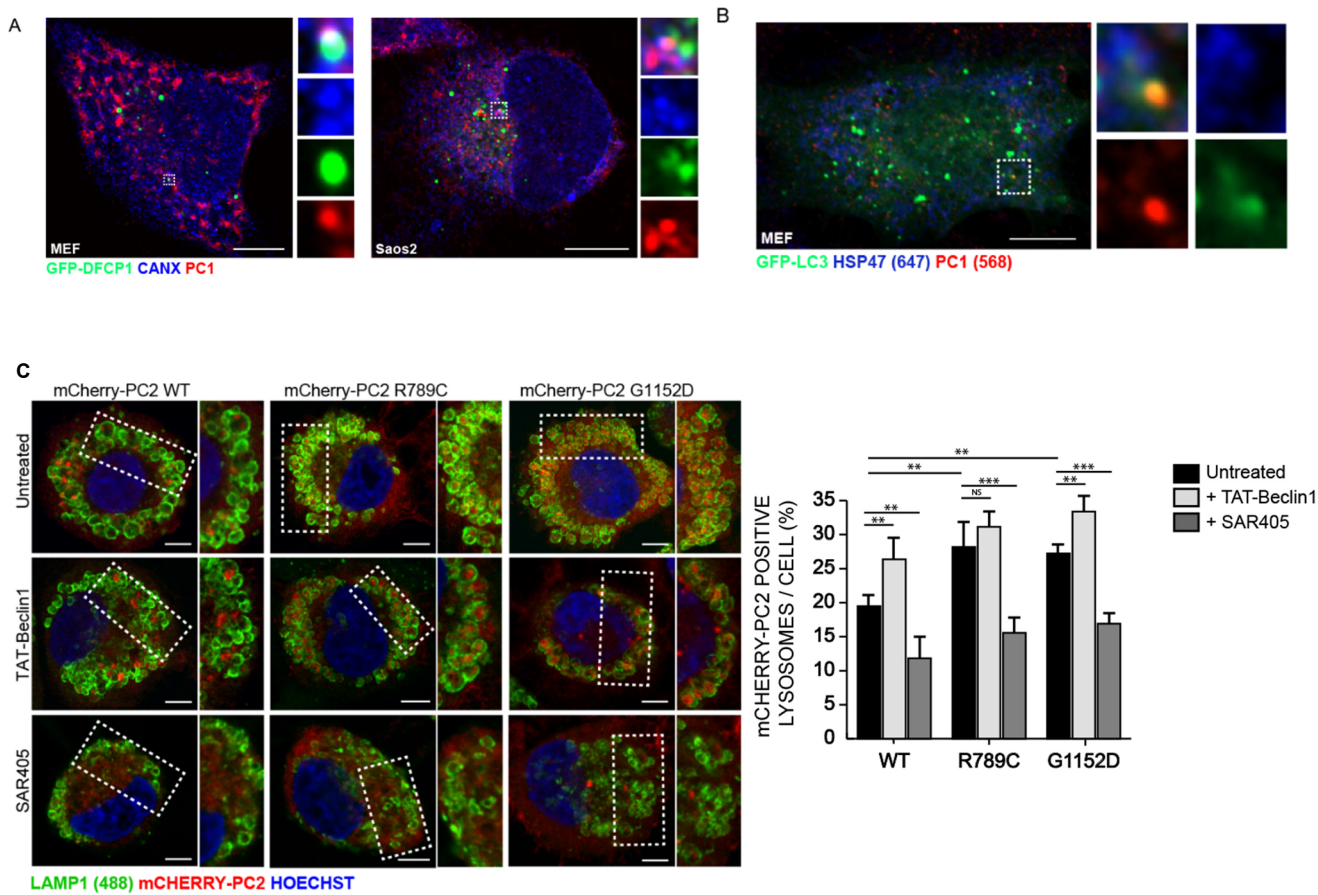 A
MEF
Saos2
GFP-DFCP1 CANX PC1
B
MEF
GFP-LC3 HSP47 (647) PC1 (568)
C
mCherry-PC2 WT
mCherry-PC2 R789C
mCherry-PC2 G1152D
Untreated
TAT-Beclin1
SAR405
LAMP1 (488) mCHERRY-PC2 HOECHST
mCHERRY-PC2 POSITIVE
LYSOSOMES / CELL (%)
35
30
25
20
15
10
5
0
**
**
**
**
NS
***
**
***
WT
R789C
G1152D
Untreated
+ TAT-Beclin1
+ SAR405